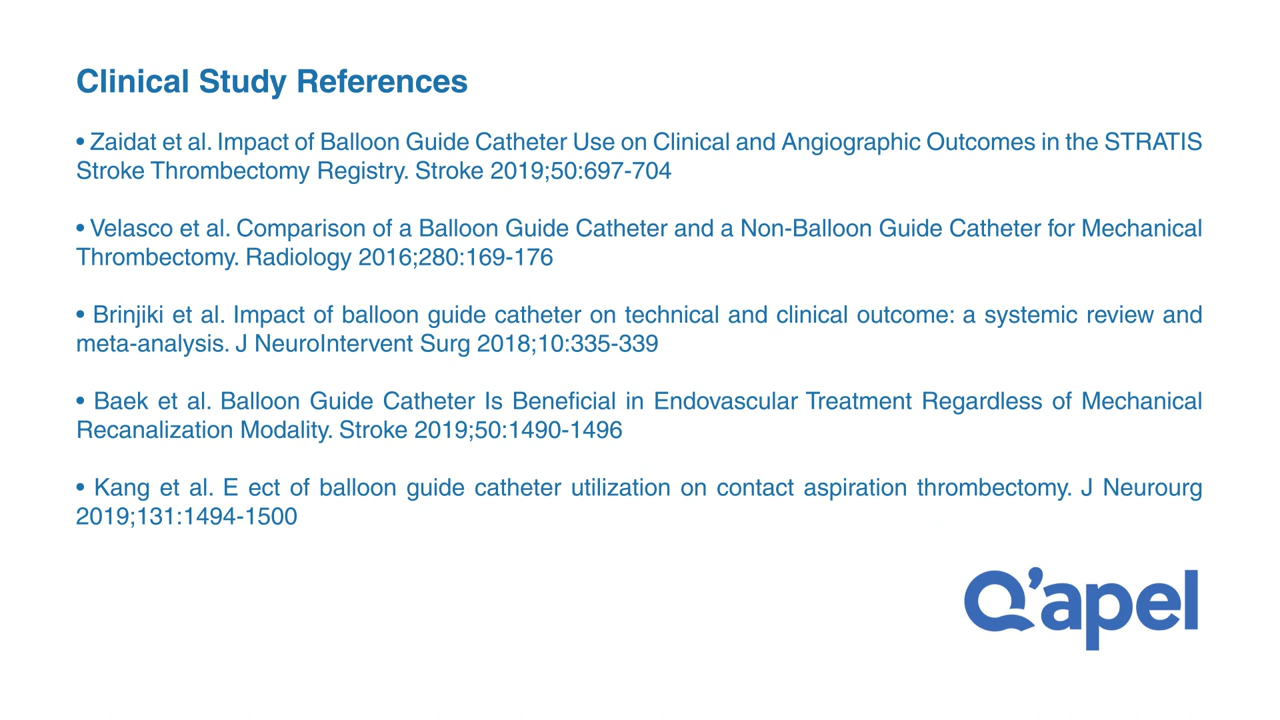 Clinical Study References
• Zaidat et al. Impact of Balloon Guide Catheter Use on Clinical and Angiographic Outcomes in the STRATIS
Stroke Thrombectomy Registry. Stroke 2019;50:697-704
• Velasco et al. Comparison of a Balloon Guide Catheter and a Non-Balloon Guide Catheter for Mechanical
Thrombectomy. Radiology 2016;280:169-176
• Brinjiki et al. Impact of balloon guide catheter on technical and clinical outcome: a systemic review and
meta-analysis. J NeuroIntervent Surg 2018;10:335-339
• Baek et al. Balloon Guide Catheter Is Beneficial in Endovascular Treatment Regardless of Mechanical
Recanalization Modality. Stroke 2019;50:1490-1496
• Kang et al. E ect of balloon guide catheter utilization on contact aspiration thrombectomy. J Neurourg
2019;131:1494-1500
Q’apel